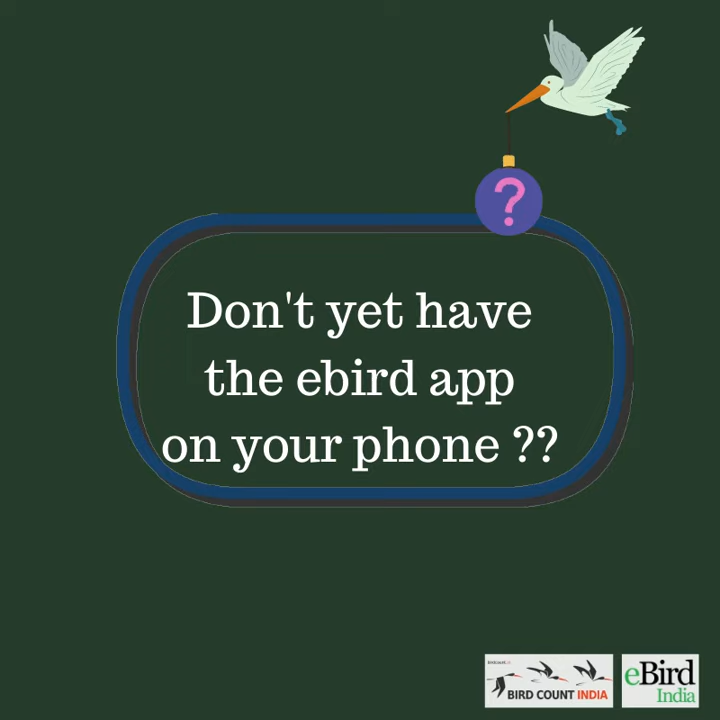 ?
Don't yet have
the ebird app
on your phone ??
BIRD COUNT INDIA
eBird
India